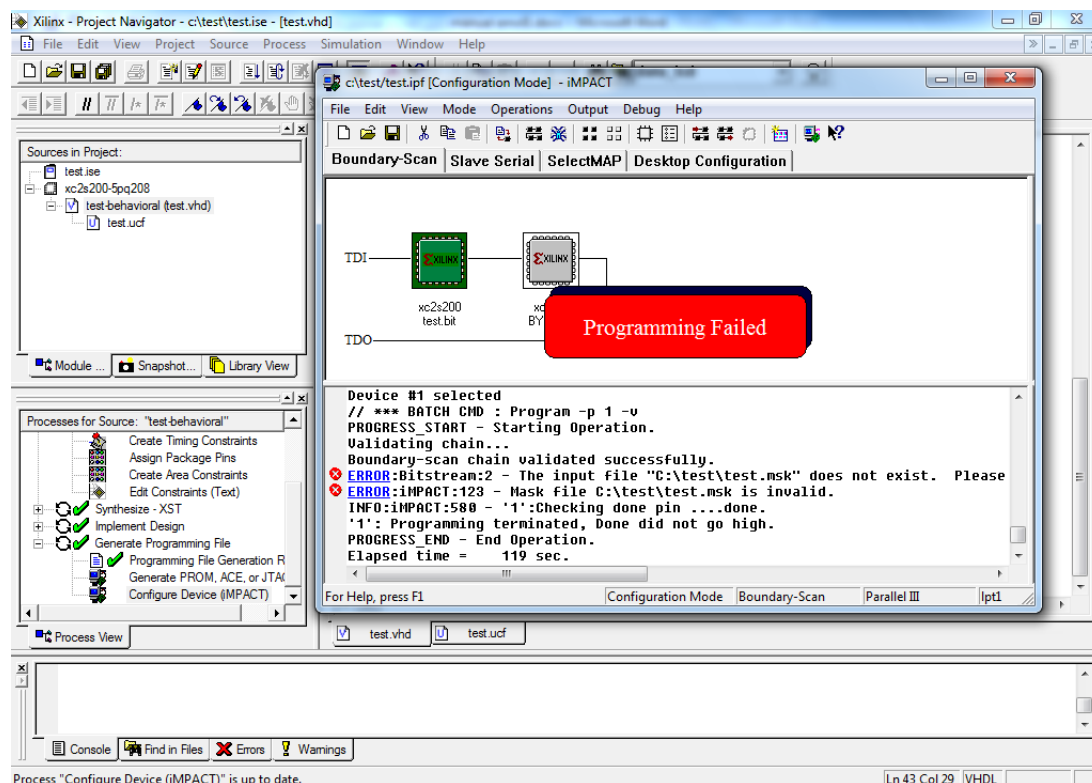 Xilinx - Project Navigator - c:\test\test.ise - [test.vhd]
File Edit View Project Source Process Simulation Window Help
c:\test/test.ipf [Configuration Mode] - iMPACT
File Edit View Mode Operations Output Debug Help
Boundary-Scan Slave Serial SelectMAP Desktop Configuration
Sources in Project:
test.ise
xc2s200-5pq208
test-behavioral (test.vhd)
test.ucf
Module ... Snapshot... Library View
TDI
XILINX
XILINX
xc2s200
test.bit
xc
BY
TDO
Programming Failed
Processes for Source: "test-behavioral"
Create Timing Constraints
Assign Package Pins
Create Area Constraints
Edit Constraints (Text)
Synthesize - XST
Implement Design
Generate Programming File
Programming File Generation R
Generate PROM, ACE, or JTA
Configure Device (iMPACT)
Process View
Device #1 selected
// *** BATCH CMD : Program -p 1 -v
PROGRESS_START - Starting Operation.
Validating chain...
Boundary-scan chain validated successfully.
ERROR:Bitstream:2 - The input file "C:\test\test.msk" does not exist. Please
ERROR:iMPACT:123 - Mask file C:\test\test.msk is invalid.
INFO:iMPACT:580 - '1':Checking done pin ....done.
'1': Programming terminated, Done did not go high.
PROGRESS_END - End Operation.
Elapsed time = 119 sec.
For Help, press F1 Configuration Mode Boundary-Scan Parallel III lpt1
test.vhd test.ucf
Console Find in Files Errors Warnings
Process "Configure Device (iMPACT)" is up to date. Ln 43 Col 29 VHDL